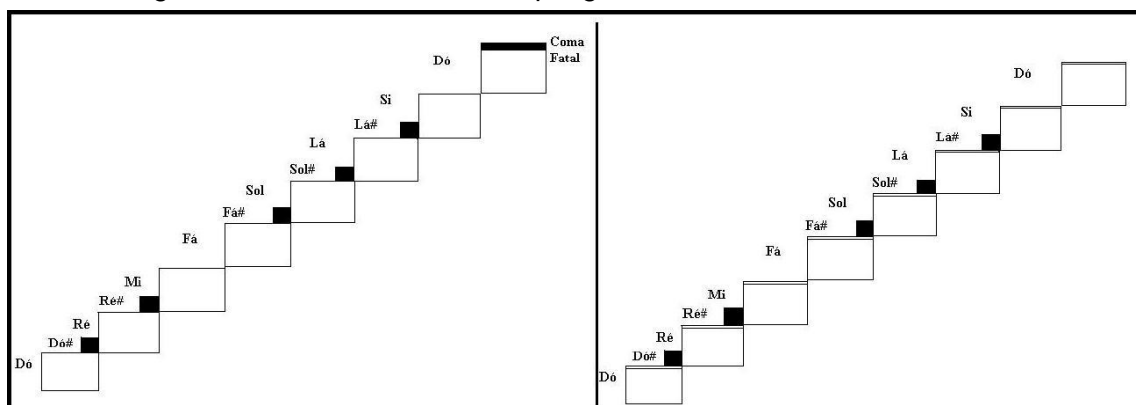 Coma
Fatal
Dó
Si
Lá#
Lá
Sol#
Sol
Fá#
Fá
Mi
Ré#
Ré
Dó#
Dó
Dó
Si
Lá#
Lá
Sol#
Sol
Fá#
Fá
Mi
Ré#
Ré
Dó#
Dó